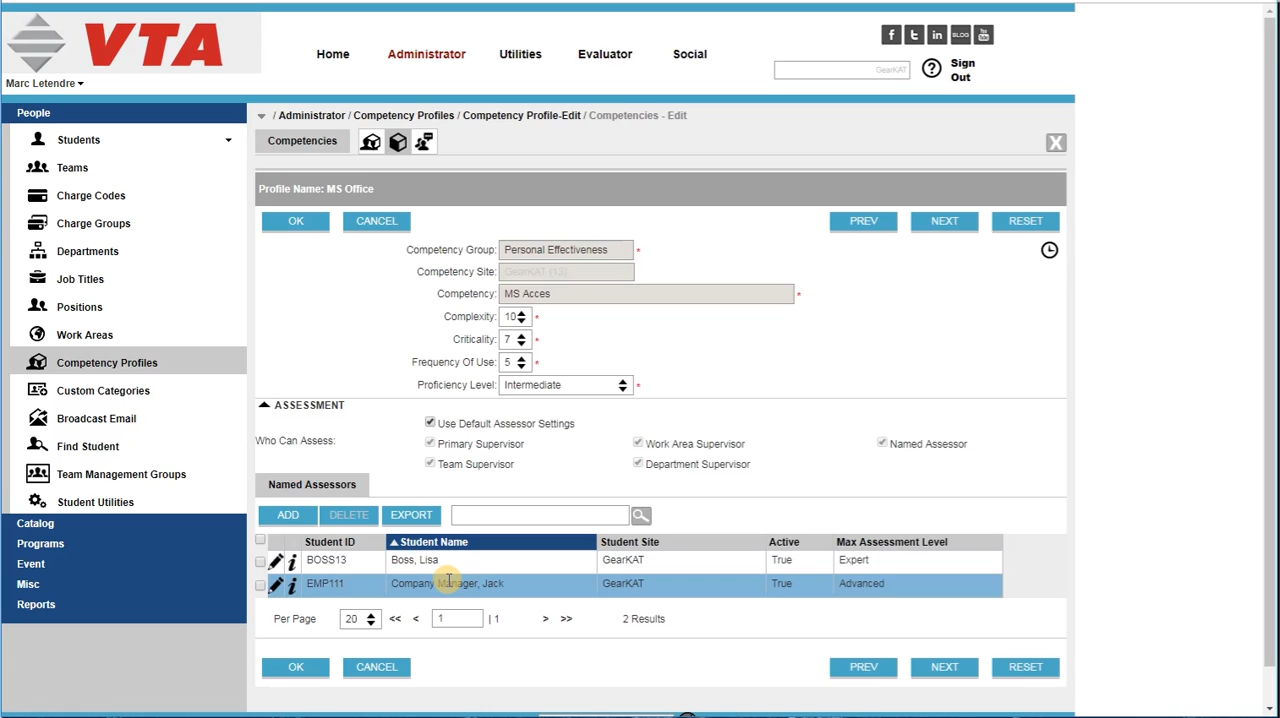 VTA
Home
Administrator
Utilities
Evaluator
Social
f t in BLOG You
GearKAT
?
Sign Out
Marc Letendre
People
Students
Teams
Charge Codes
Charge Groups
Departments
Job Titles
Positions
Work Areas
Competency Profiles
Custom Categories
Broadcast Email
Find Student
Team Management Groups
Student Utilities
Catalog
Programs
Event
Misc
Reports
/ Administrator / Competency Profiles / Competency Profile-Edit / Competencies - Edit
Competencies
X
Profile Name: MS Office
OK CANCEL PREV NEXT RESET
Competency Group: Personal Effectiveness *
Competency Site: GearKAT (13)
Competency: MS Acces *
Complexity: 10 *
Criticality: 7 *
Frequency Of Use: 5 *
Proficiency Level: Intermediate *
ASSESSMENT
Use Default Assessor Settings
Who Can Assess: Primary Supervisor Work Area Supervisor Named Assessor
Team Supervisor Department Supervisor
Named Assessors
ADD DELETE EXPORT
Student ID Student Name Student Site Active Max Assessment Level
BOSS13 Boss, Lisa GearKAT True Expert
EMP111 Company Manager, Jack GearKAT True Advanced
Per Page 20 << < 1 | 1 > >> 2 Results
OK CANCEL PREV NEXT RESET